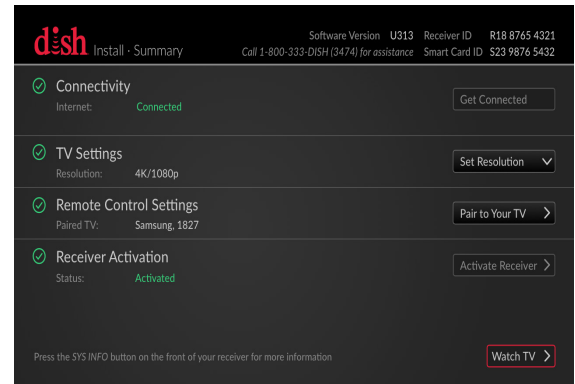 dish Install · Summary
Software Version U313 Receiver ID R18 8765 4321
Call 1-800-333-DISH (3474) for assistance Smart Card ID S23 9876 5432
Connectivity
Internet: Connected
Get Connected
TV Settings
Resolution: 4K/1080p
Set Resolution
Remote Control Settings
Paired TV: Samsung, 1827
Pair to Your TV
Receiver Activation
Status: Activated
Activate Receiver
Press the SYS INFO button on the front of your receiver for more information
Watch TV